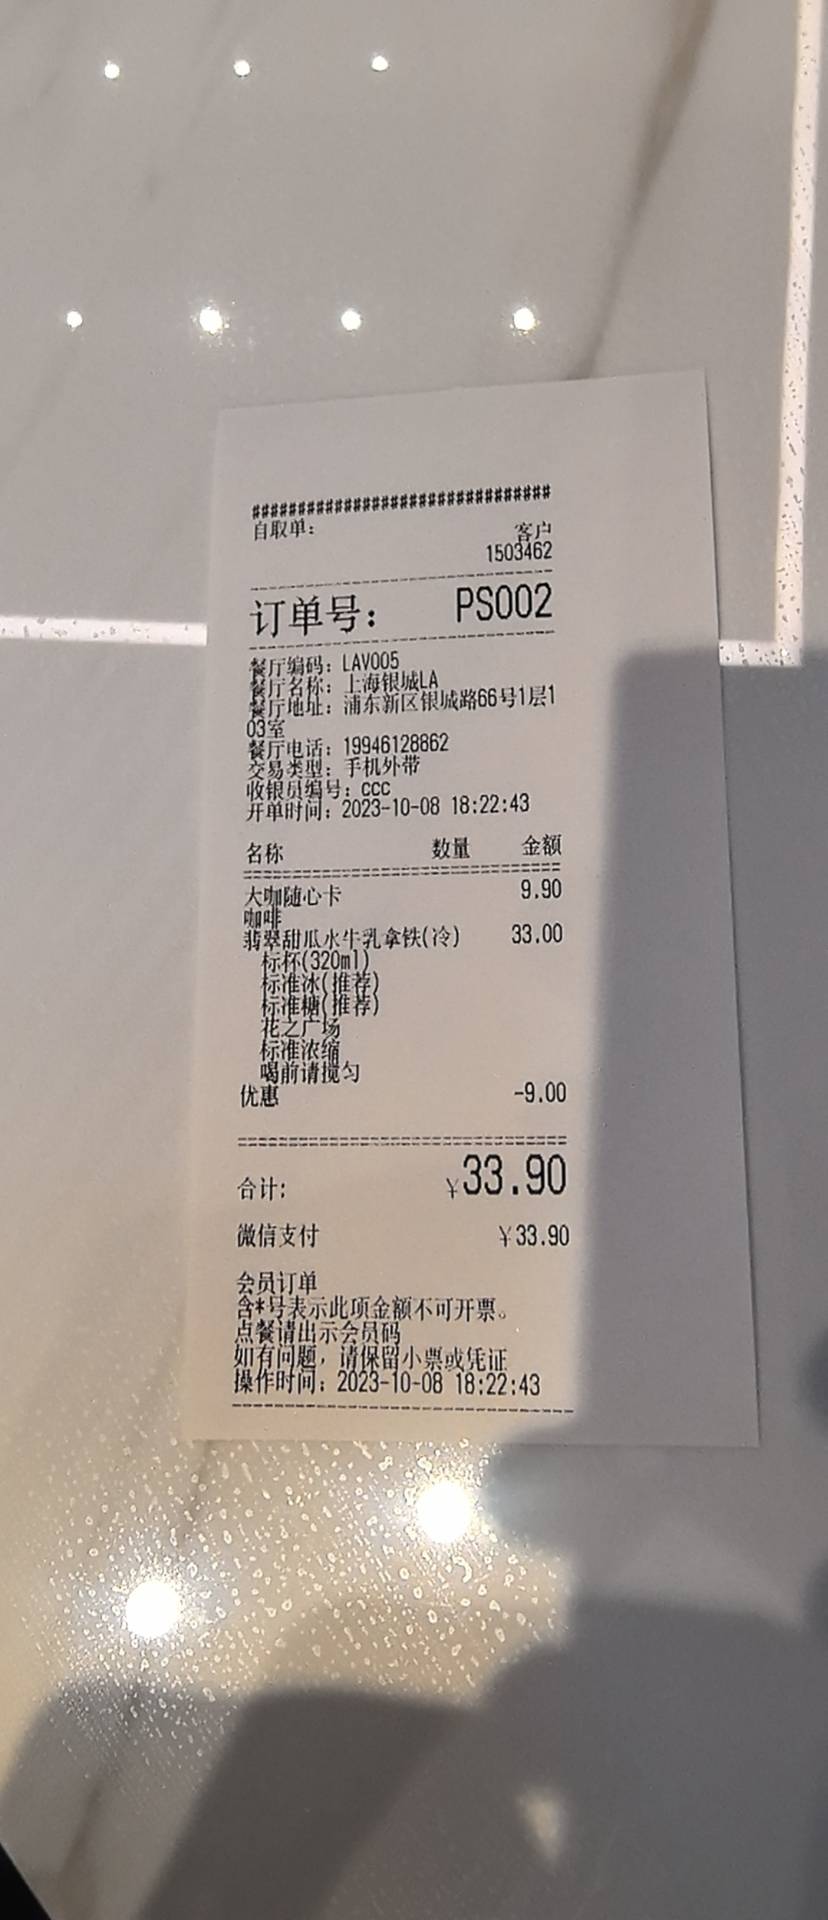 ################################
自取单： 客户
1503462
订单号： PS002
餐厅编码：LAV005
餐厅名称：上海银城LA
餐厅地址：浦东新区银城路66号1层1
03室
餐厅电话：19946128862
交易类型：手机外带
收银员编号：ccc
开单时间：2023-10-08 18:22:43
名称 数量 金额
大咖随心卡 9.90
咖啡
翡翠甜瓜水牛乳拿铁(冷) 33.00
标杯(320ml)
标准冰(推荐)
标准糖(推荐)
花之广场
标准浓缩
喝前请搅匀
优惠 -9.00
合计: ¥33.90
微信支付 ¥33.90
会员订单
含*号表示此项金额不可开票。
点餐请出示会员码
如有问题，请保留小票或凭证
操作时间：2023-10-08 18:22:43